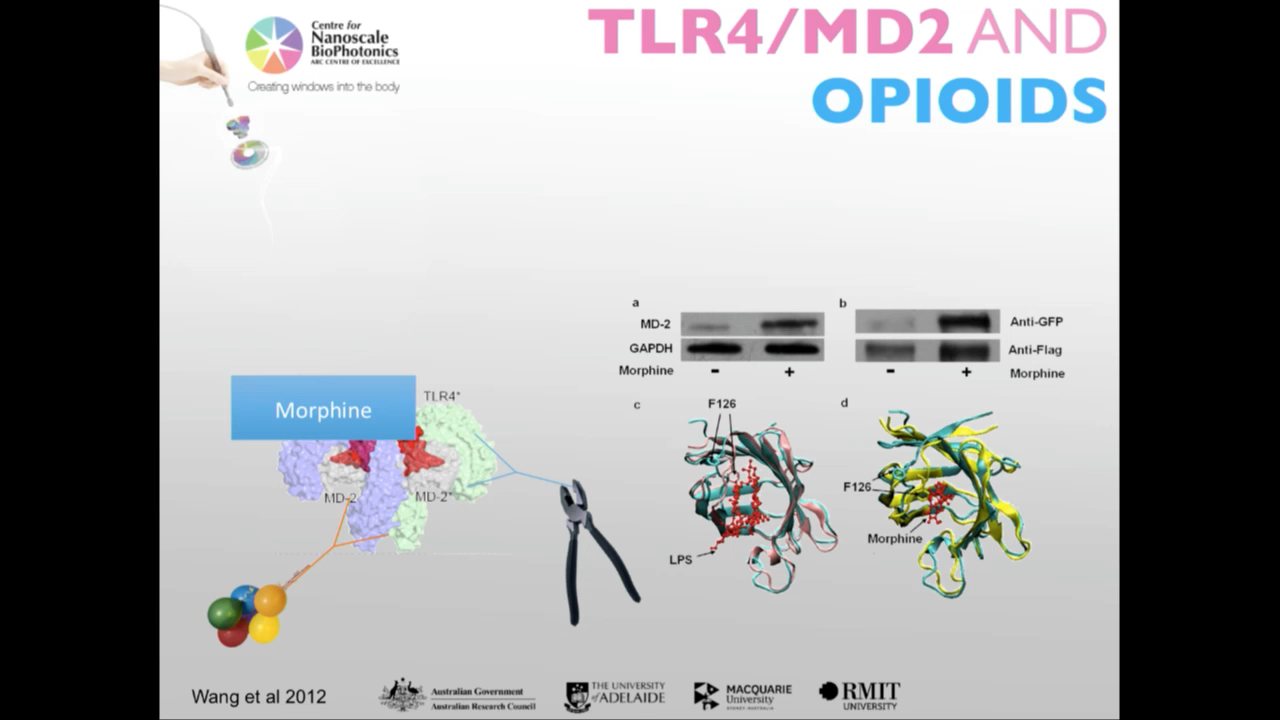 Centre for
Nanoscale
BioPhotonics
ARC CENTRE OF EXCELLENCE
Creating windows into the body
TLR4/MD2 AND
OPIOIDS
a
MD-2
GAPDH
Morphine - +
b
Anti-GFP
Anti-Flag
- + Morphine
Morphine
TLR4*
MD-2
MD-2*
c
F126
LPS
d
F126
Morphine
Wang et al 2012
Australian Government
Australian Research Council
THE UNIVERSITY
of ADELAIDE
MACQUARIE
University
SYDNEY·AUSTRALIA
RMIT
UNIVERSITY